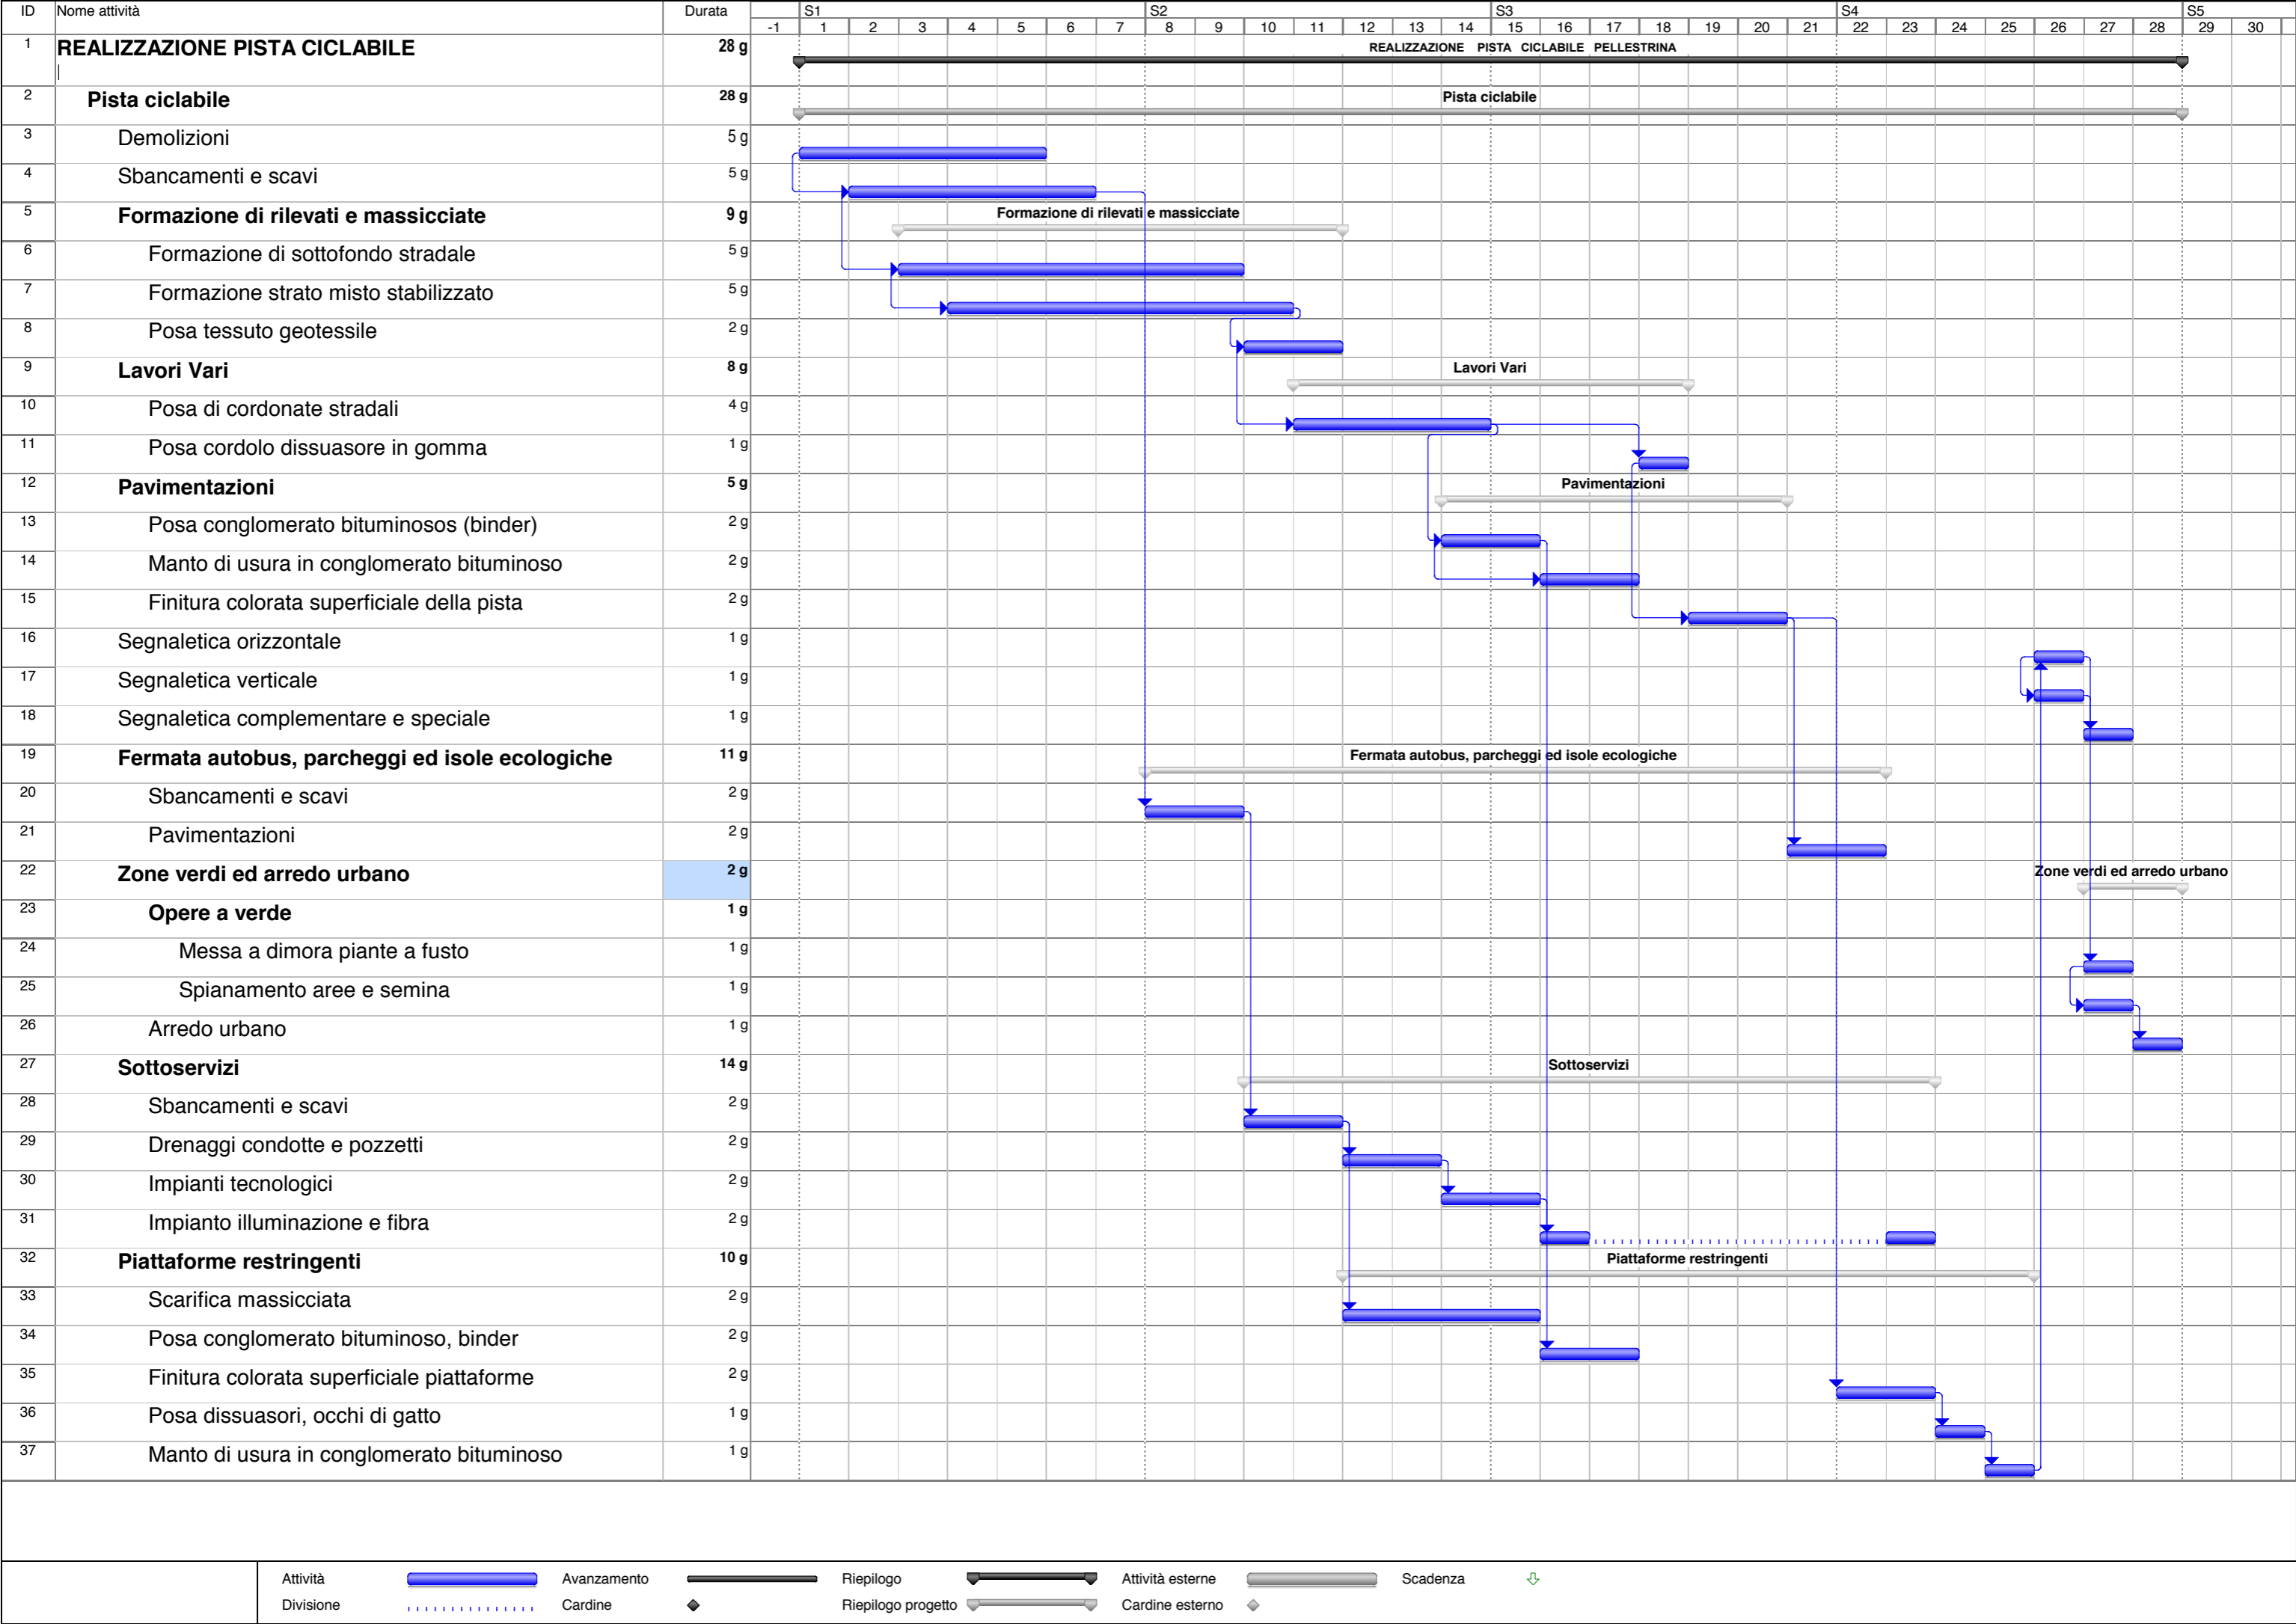 ID Nome attività Durata S1 S2 S3 S4 S5
-1 1 2 3 4 5 6 7 8 9 10 11 12 13 14 15 16 17 18 19 20 21 22 23 24 25 26 27 28 29 30
1 REALIZZAZIONE PISTA CICLABILE 28 g REALIZZAZIONE PISTA CICLABILE PELLESTRINA
2 Pista ciclabile 28 g Pista ciclabile
3 Demolizioni 5 g
4 Sbancamenti e scavi 5 g
5 Formazione di rilevati e massicciate 9 g Formazione di rilevati e massicciate
6 Formazione di sottofondo stradale 5 g
7 Formazione strato misto stabilizzato 5 g
8 Posa tessuto geotessile 2 g
9 Lavori Vari 8 g Lavori Vari
10 Posa di cordonate stradali 4 g
11 Posa cordolo dissuasore in gomma 1 g
12 Pavimentazioni 5 g Pavimentazioni
13 Posa conglomerato bituminosos (binder) 2 g
14 Manto di usura in conglomerato bituminoso 2 g
15 Finitura colorata superficiale della pista 2 g
16 Segnaletica orizzontale 1 g
17 Segnaletica verticale 1 g
18 Segnaletica complementare e speciale 1 g
19 Fermata autobus, parcheggi ed isole ecologiche 11 g Fermata autobus, parcheggi ed isole ecologiche
20 Sbancamenti e scavi 2 g
21 Pavimentazioni 2 g
22 Zone verdi ed arredo urbano 2 g Zone verdi ed arredo urbano
23 Opere a verde 1 g
24 Messa a dimora piante a fusto 1 g
25 Spianamento aree e semina 1 g
26 Arredo urbano 1 g
27 Sottoservizi 14 g Sottoservizi
28 Sbancamenti e scavi 2 g
29 Drenaggi condotte e pozzetti 2 g
30 Impianti tecnologici 2 g
31 Impianto illuminazione e fibra 2 g
32 Piattaforme restringenti 10 g Piattaforme restringenti
33 Scarifica massicciata 2 g
34 Posa conglomerato bituminoso, binder 2 g
35 Finitura colorata superficiale piattaforme 2 g
36 Posa dissuasori, occhi di gatto 1 g
37 Manto di usura in conglomerato bituminoso 1 g
Attività Avanzamento Riepilogo Attività esterne Scadenza
Divisione Cardine Riepilogo progetto Cardine esterno